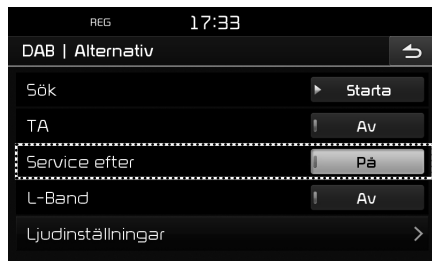 REG 17:33
DAB | Alternativ
Sök Starta
TA Av
Service efter På
L-Band Av
Ljudinställningar